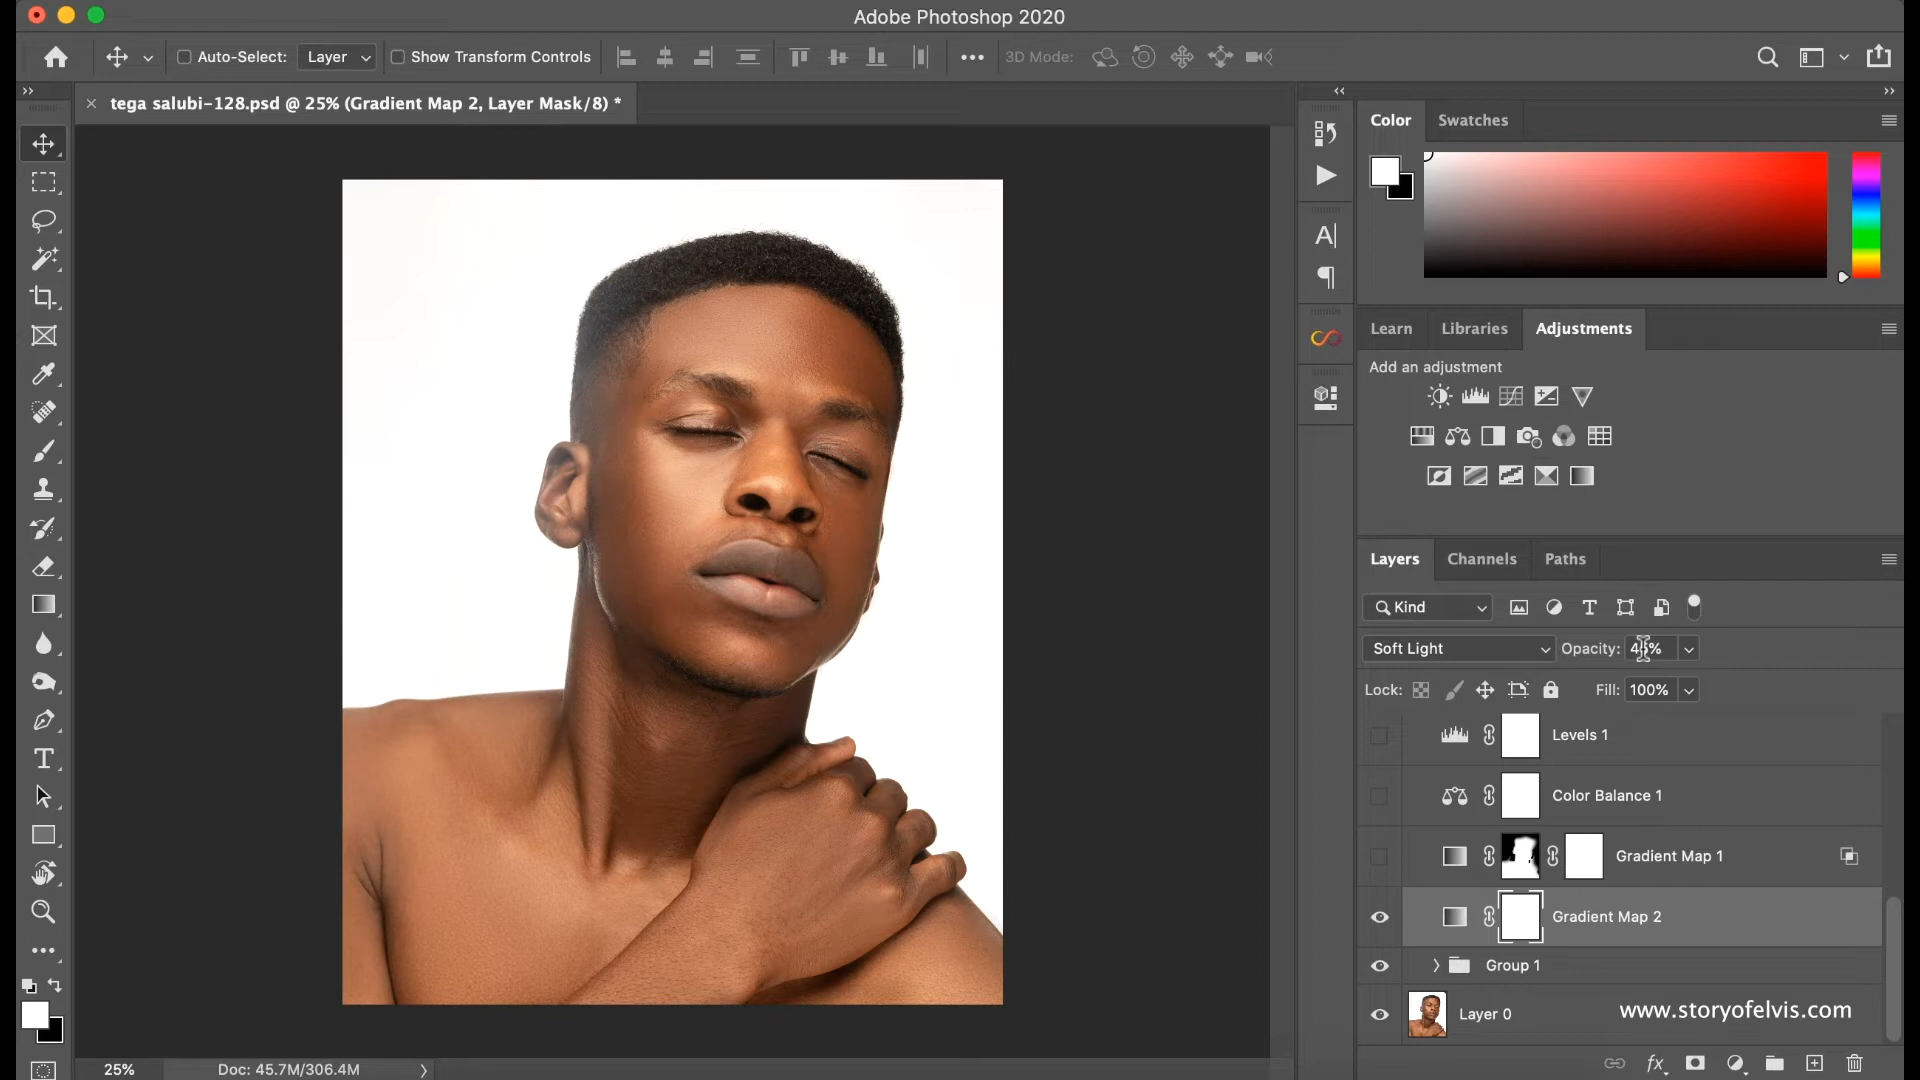 Adobe Photoshop 2020
Auto-Select: Layer Show Transform Controls 3D Mode:
tega salubi-128.psd @ 25% (Gradient Map 2, Layer Mask/8) *
Color Swatches
Learn Libraries Adjustments
Add an adjustment
Layers Channels Paths
Kind
Soft Light Opacity:
Lock: Fill: 100%
Levels 1
Color Balance 1
Gradient Map 1
Gradient Map 2
Group 1
Layer 0
www.storyofelvis.com
25% Doc: 45.7M/306.4M